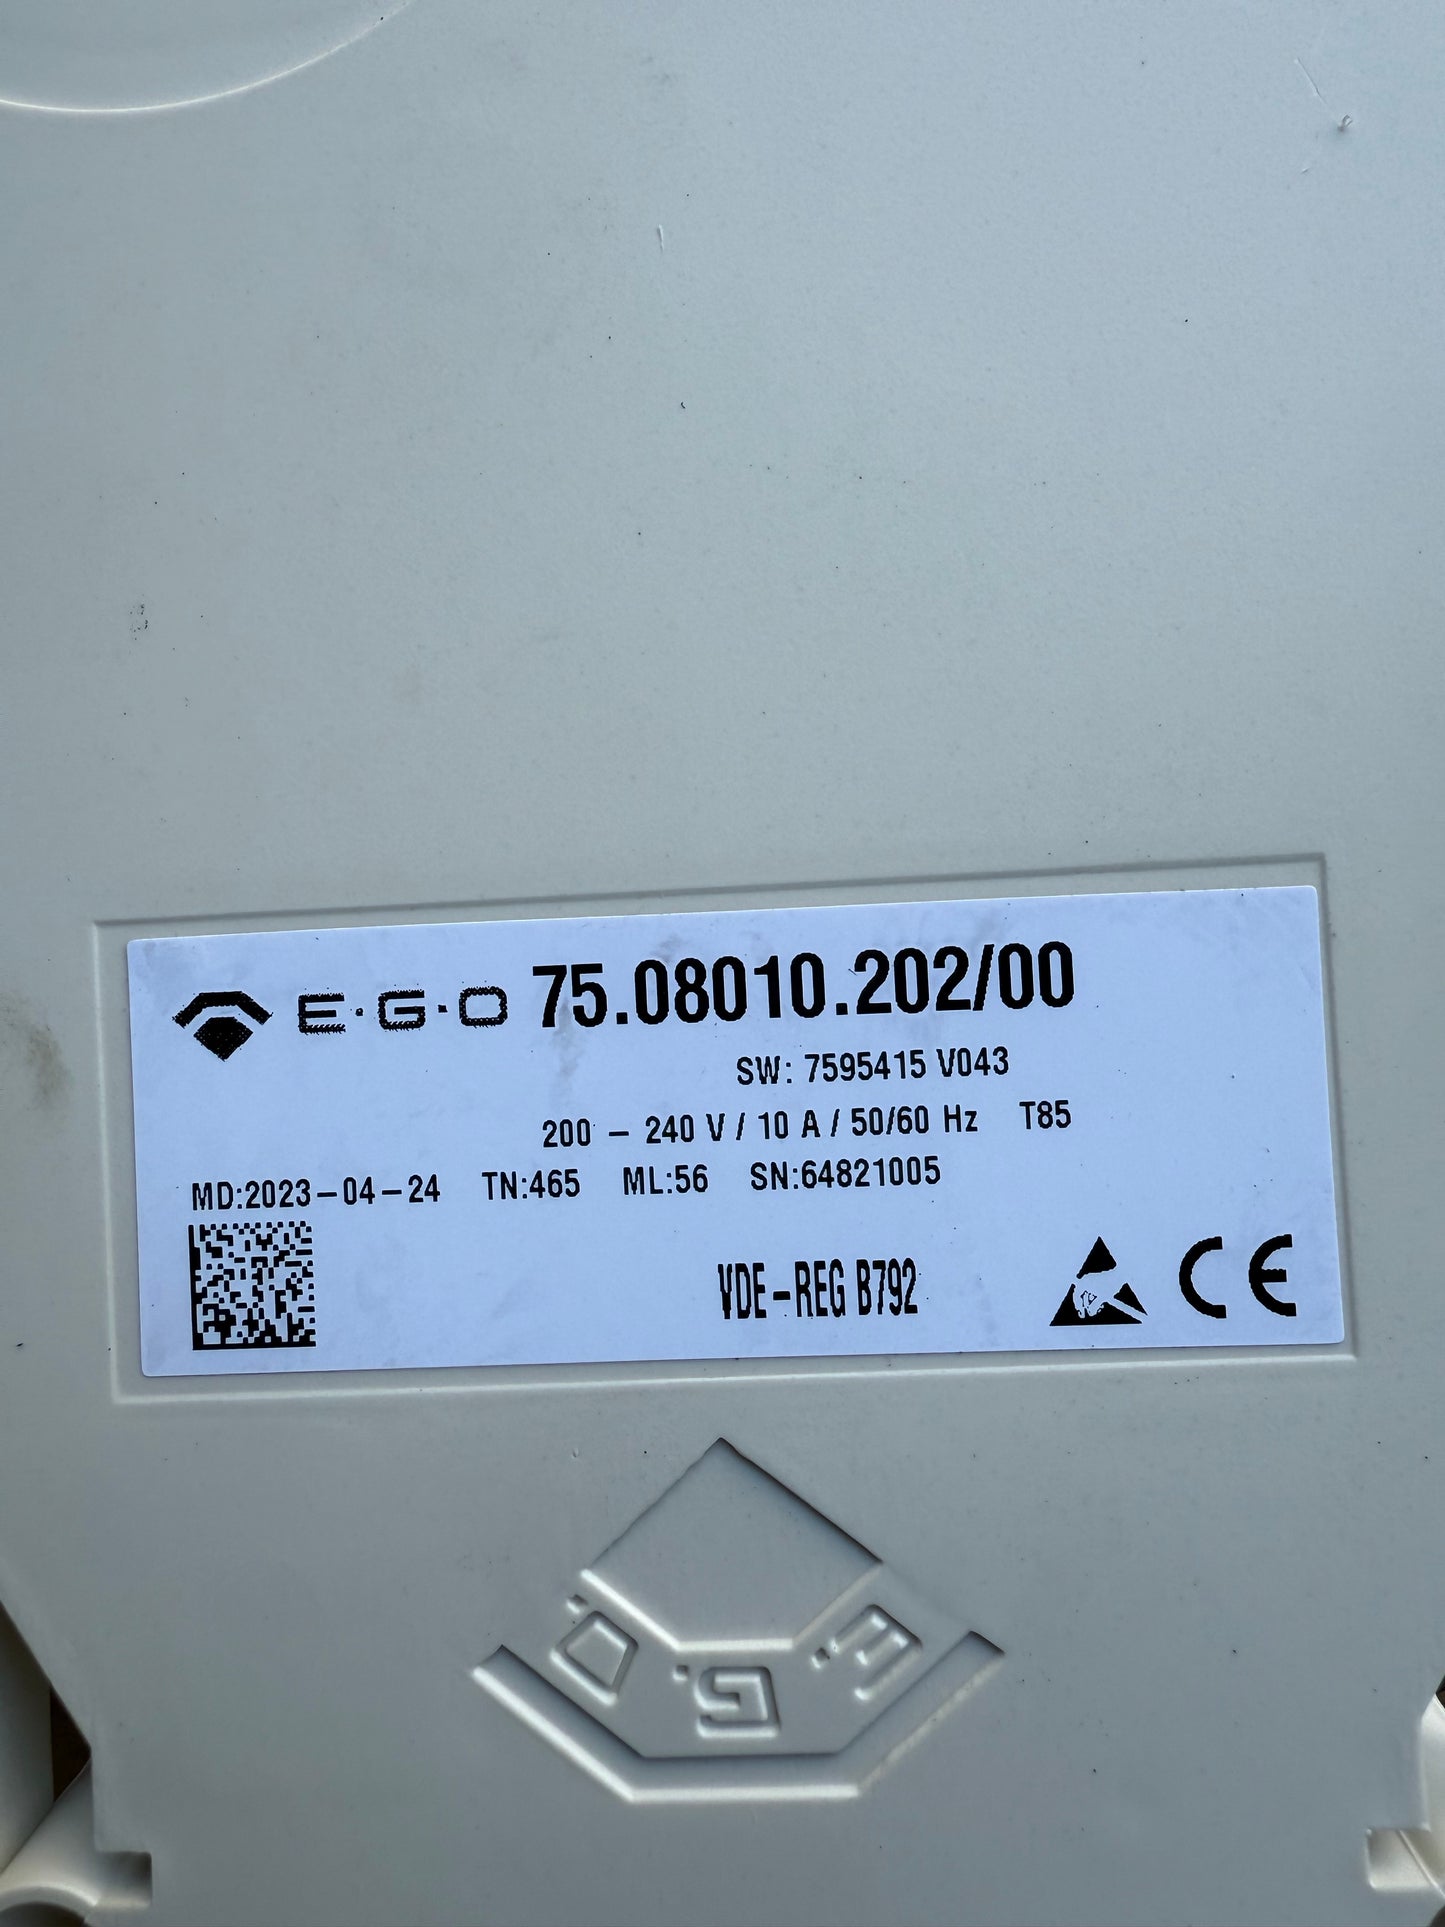 E·G·O 75.08010.202/00
SW: 7595415 V043
200 – 240 V / 10 A / 50/60 Hz T85
MD:2023-04-24 TN:465 ML:56 SN:64821005
VDE-REG B792 CE
E.G.O.